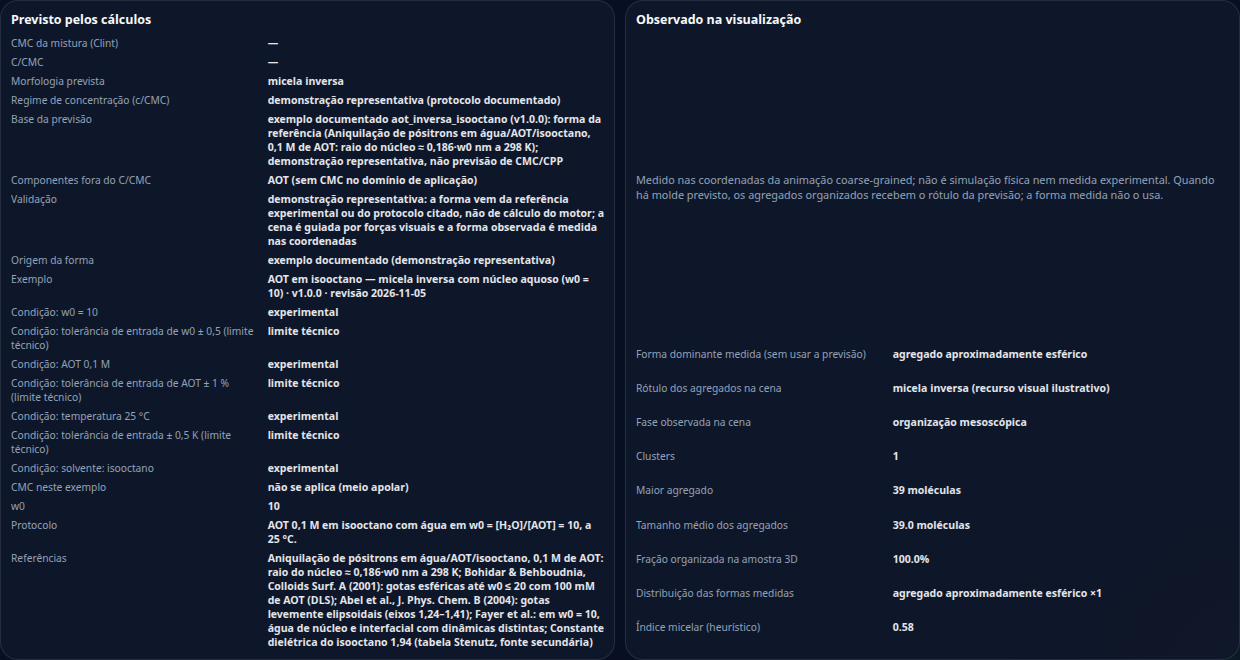 Previsto pelos cálculos
CMC da mistura (Clint)
—
C/CMC
—
Morfologia prevista
micela inversa
Regime de concentração (c/CMC)
demonstração representativa (protocolo documentado)
Base da previsão
exemplo documentado aot_inversa_isooctano (v1.0.0): forma da
referência (Aniquilação de pósitrons em água/AOT/isooctano,
0,1 M de AOT: raio do núcleo ≈ 0,186·w0 nm a 298 K);
demonstração representativa, não previsão de CMC/CPP
Componentes fora do C/CMC
AOT (sem CMC no domínio de aplicação)
Validação
demonstração representativa: a forma vem da referência
experimental ou do protocolo citado, não de cálculo do motor; a
cena é guiada por forças visuais e a forma observada é medida
nas coordenadas
Origem da forma
exemplo documentado (demonstração representativa)
Exemplo
AOT em isooctano — micela inversa com núcleo aquoso (w0 =
10) · v1.0.0 · revisão 2026-11-05
Condição: w0 = 10
experimental
Condição: tolerância de entrada de w0 ± 0,5 (limite
técnico)
limite técnico
Condição: AOT 0,1 M
experimental
Condição: tolerância de entrada de AOT ± 1 %
(limite técnico)
limite técnico
Condição: temperatura 25 °C
experimental
Condição: tolerância de entrada ± 0,5 K (limite
técnico)
limite técnico
Condição: solvente: isooctano
experimental
CMC neste exemplo
não se aplica (meio apolar)
w0
10
Protocolo
AOT 0,1 M em isooctano com água em w0 = [H₂O]/[AOT] = 10, a
25 °C.
Referências
Aniquilação de pósitrons em água/AOT/isooctano, 0,1 M de AOT:
raio do núcleo ≈ 0,186·w0 nm a 298 K; Bohidar & Behboudnia,
Colloids Surf. A (2001): gotas esféricas até w0 ≤ 20 com 100 mM
de AOT (DLS); Abel et al., J. Phys. Chem. B (2004): gotas
levemente elipsoidais (eixos 1,24–1,41); Fayer et al.: em w0 = 10,
água de núcleo e interfacial com dinâmicas distintas; Constante
dielétrica do isooctano 1,94 (tabela Stenutz, fonte secundária)
Observado na visualização
Medido nas coordenadas da animação coarse-grained; não é simulação física nem medida experimental. Quando
há molde previsto, os agregados organizados recebem o rótulo da previsão; a forma medida não o usa.
Forma dominante medida (sem usar a previsão)
agregado aproximadamente esférico
Rótulo dos agregados na cena
micela inversa (recurso visual ilustrativo)
Fase observada na cena
organização mesoscópica
Clusters
1
Maior agregado
39 moléculas
Tamanho médio dos agregados
39.0 moléculas
Fração organizada na amostra 3D
100.0%
Distribuição das formas medidas
agregado aproximadamente esférico ×1
Índice micelar (heurístico)
0.58